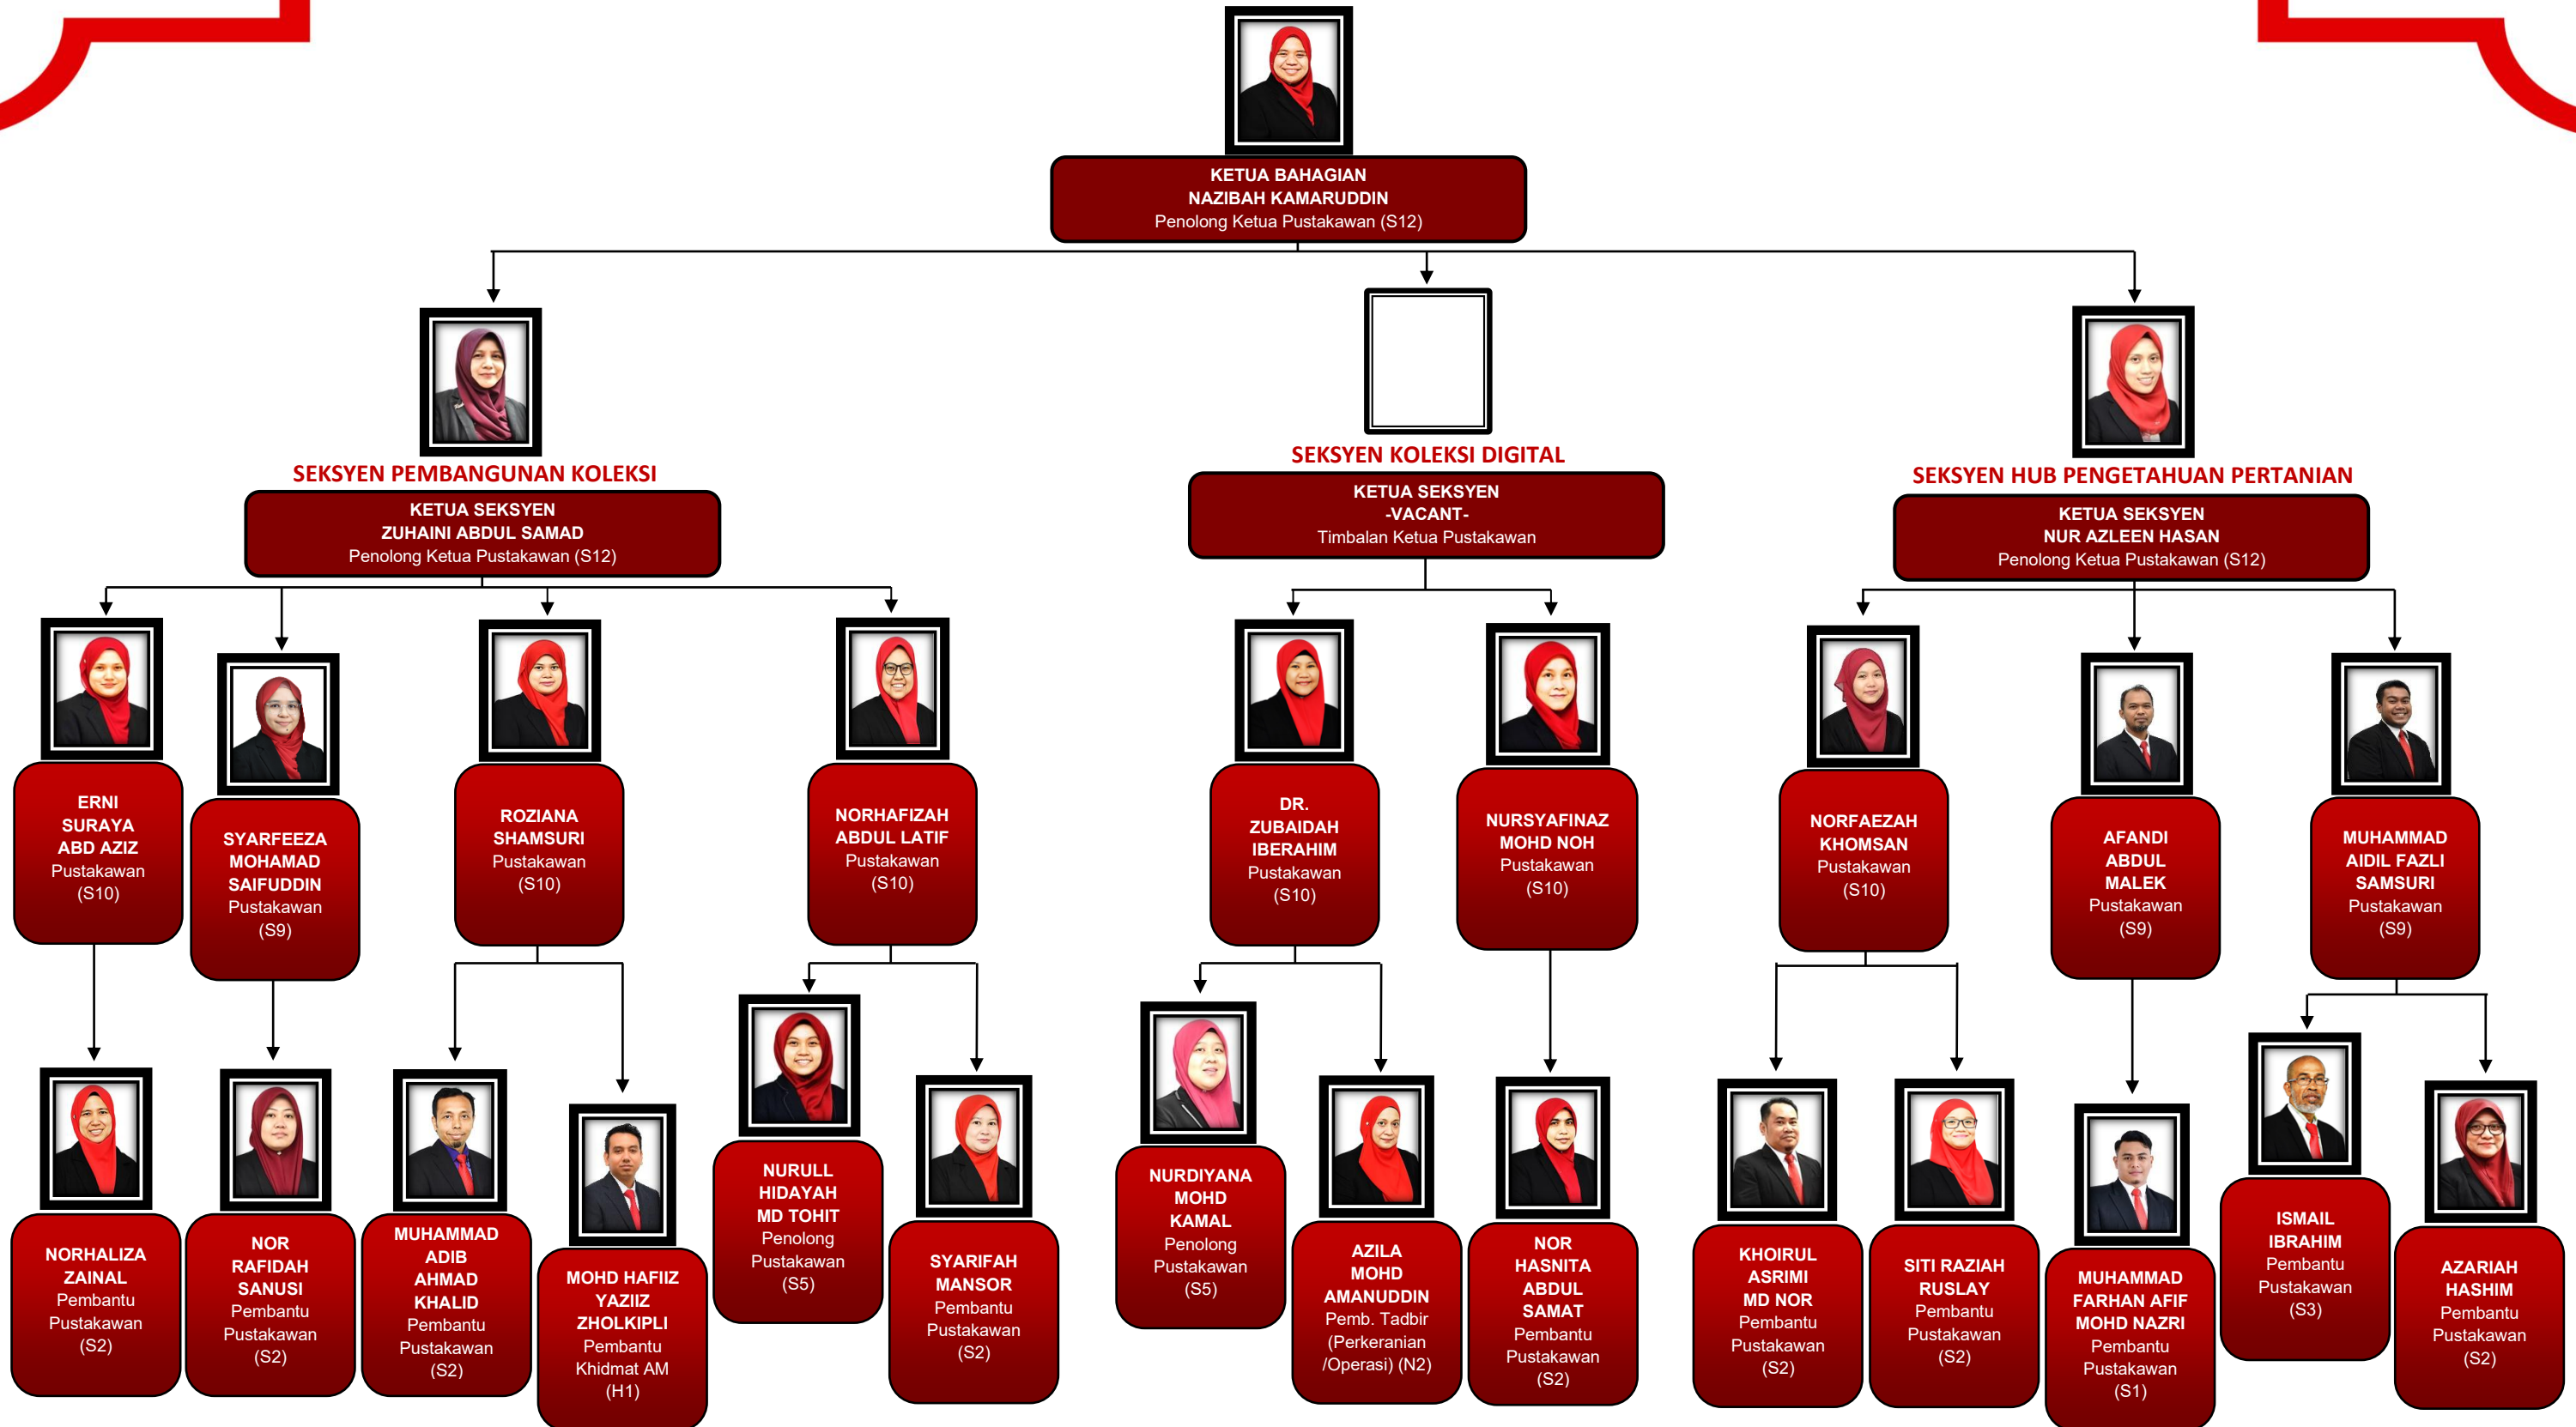 KETUA BAHAGIAN
NAZIBAH KAMARUDDIN
Penolong Ketua Pustakawan (S12)
SEKSYEN PEMBANGUNAN KOLEKSI
KETUA SEKSYEN
ZUHAINI ABDUL SAMAD
Penolong Ketua Pustakawan (S12)
SEKSYEN KOLEKSI DIGITAL
KETUA SEKSYEN
-VACANT-
Timbalan Ketua Pustakawan
SEKSYEN HUB PENGETAHUAN PERTANIAN
KETUA SEKSYEN
NUR AZLEEN HASAN
Penolong Ketua Pustakawan (S12)
ERNI
SURAYA
ABD AZIZ
Pustakawan
(S10)
SYARFEEZA
MOHAMAD
SAIFUDDIN
Pustakawan
(S9)
ROZIANA
SHAMSURI
Pustakawan
(S10)
NORHAFIZAH
ABDUL LATIF
Pustakawan
(S10)
DR.
ZUBAIDAH
IBERAHIM
Pustakawan
(S10)
NURSYAFINAZ
MOHD NOH
Pustakawan
(S10)
NORFAEZAH
KHOMSAN
Pustakawan
(S10)
AFANDI
ABDUL
MALEK
Pustakawan
(S9)
MUHAMMAD
AIDIL FAZLI
SAMSURI
Pustakawan
(S9)
NORHALIZA
ZAINAL
Pembantu
Pustakawan
(S2)
NOR
RAFIDAH
SANUSI
Pembantu
Pustakawan
(S2)
MUHAMMAD
ADIB
AHMAD
KHALID
Pembantu
Pustakawan
(S2)
MOHD HAFIIZ
YAZIIZ
ZHOLKIPLI
Pembantu
Khidmat AM
(H1)
NURULL
HIDAYAH
MD TOHIT
Penolong
Pustakawan
(S5)
SYARIFAH
MANSOR
Pembantu
Pustakawan
(S2)
NURDIYANA
MOHD
KAMAL
Penolong
Pustakawan
(S5)
AZILA
MOHD
AMANUDDIN
Pemb. Tadbir
(Perkeranian
/Operasi) (N2)
NOR
HASNITA
ABDUL
SAMAT
Pembantu
Pustakawan
(S2)
KHOIRUL
ASRIMI
MD NOR
Pembantu
Pustakawan
(S2)
SITI RAZIAH
RUSLAY
Pembantu
Pustakawan
(S2)
MUHAMMAD
FARHAN AFIF
MOHD NAZRI
Pembantu
Pustakawan
(S1)
ISMAIL
IBRAHIM
Pembantu
Pustakawan
(S3)
AZARIAH
HASHIM
Pembantu
Pustakawan
(S2)